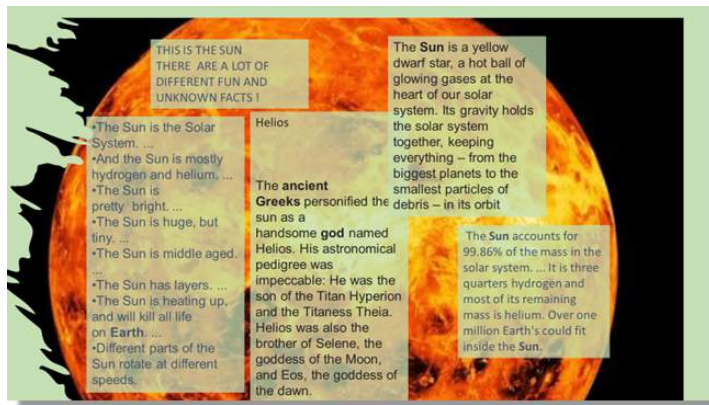 THIS IS THE SUN
THERE  ARE A LOT OF
DIFFERENT FUN AND
UNKNOWN FACTS !
•The Sun is the Solar
System. ...
•And the Sun is mostly
hydrogen and helium. ...
•The Sun is
pretty  bright. ...
•The Sun is huge, but
tiny. ...
•The Sun is middle aged.
...
•The Sun has layers. ...
•The Sun is heating up,
and will kill all life
on Earth. ...
•Different parts of the
Sun rotate at different
speeds.
Helios
The ancient
Greeks personified the
sun as a
handsome god named
Helios. His astronomical
pedigree was
impeccable: He was the
son of the Titan Hyperion
and the Titaness Theia.
Helios was also the
brother of Selene, the
goddess of the Moon,
and Eos, the goddess of
the dawn.
The Sun is a yellow
dwarf star, a hot ball of
glowing gases at the
heart of our solar
system. Its gravity holds
the solar system
together, keeping
everything – from the
biggest planets to the
smallest particles of
debris – in its orbit
The Sun accounts for
99.86% of the mass in the
solar system. ... It is three
quarters hydrogen and
most of its remaining
mass is helium. Over one
million Earth's could fit
inside the Sun.